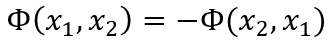 Φ(x₁, x₂) = −Φ(x₂, x₁)